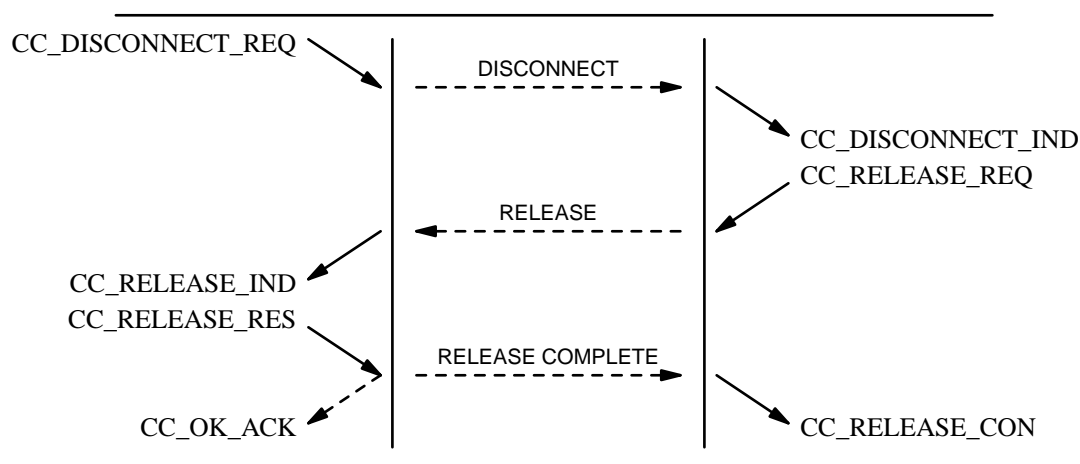 CC_DISCONNECT_REQ
DISCONNECT
CC_DISCONNECT_IND
CC_RELEASE_REQ
RELEASE
CC_RELEASE_IND
CC_RELEASE_RES
RELEASE COMPLETE
CC_OK_ACK
CC_RELEASE_CON